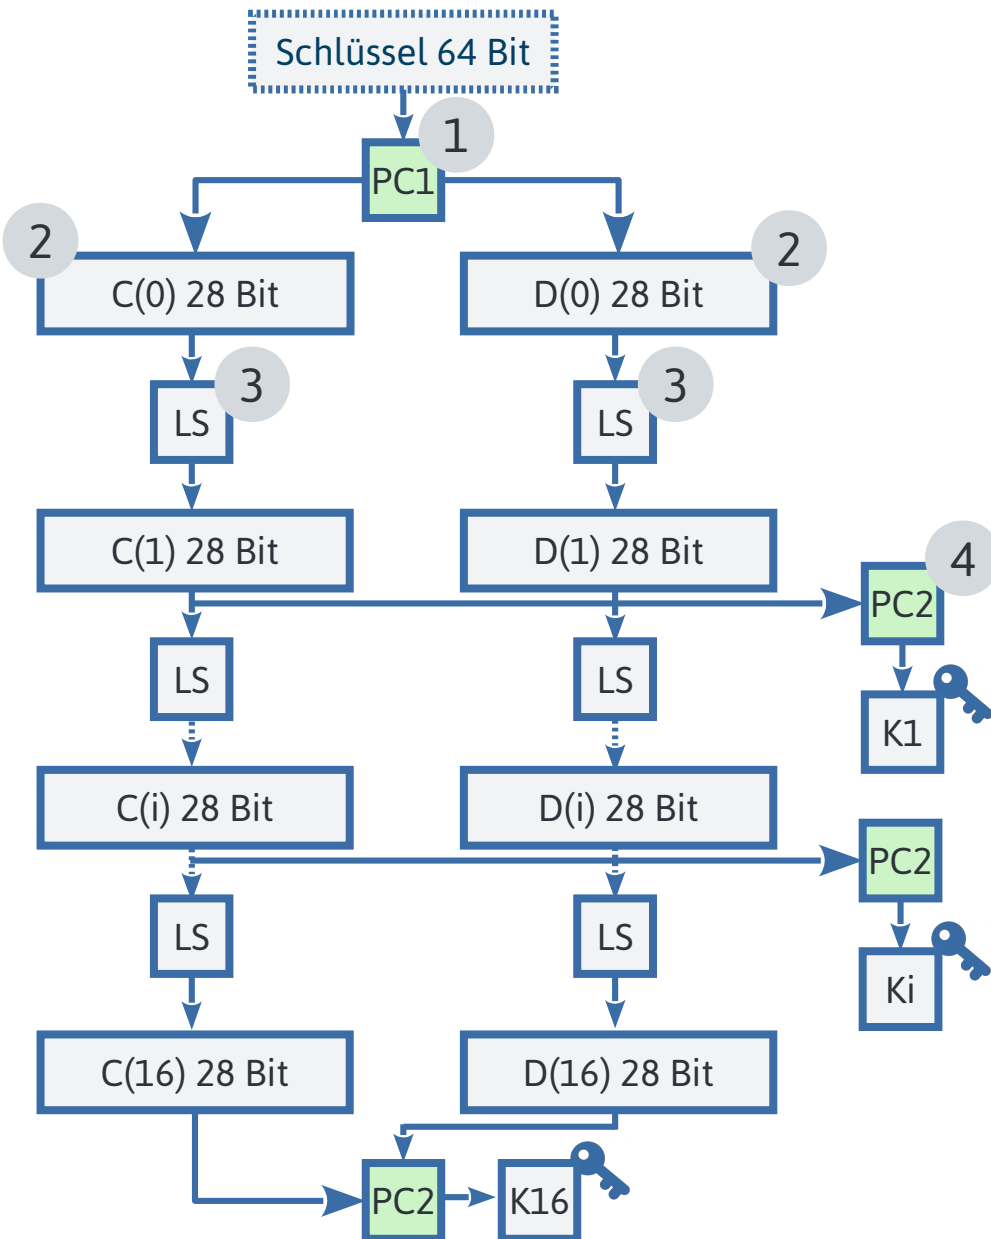 Schlüssel 64 Bit
1
PC1
2
2
C(0) 28 Bit
D(0) 28 Bit
3
3
LS
LS
C(1) 28 Bit
D(1) 28 Bit
4
PC2
LS
LS
K1
C(i) 28 Bit
D(i) 28 Bit
PC2
LS
LS
Ki
C(16) 28 Bit
D(16) 28 Bit
PC2
K16